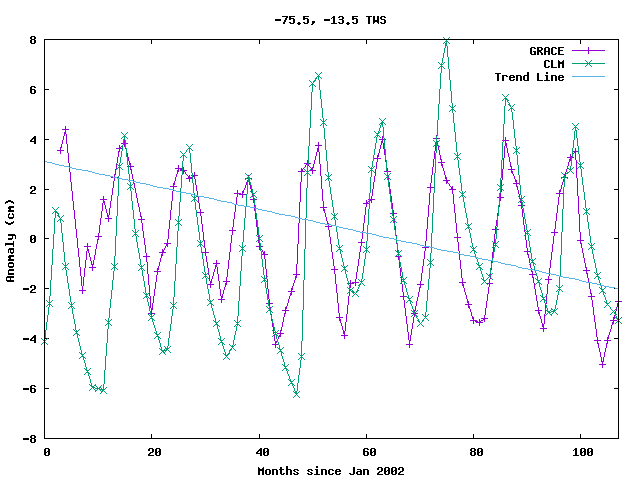 -75.5, -13.5 TWS
GRACE
CLM
Trend Line
8
6
4
2
0
-2
-4
-6
-8
Anomaly (cm)
0 20 40 60 80 100
Months since Jan 2002